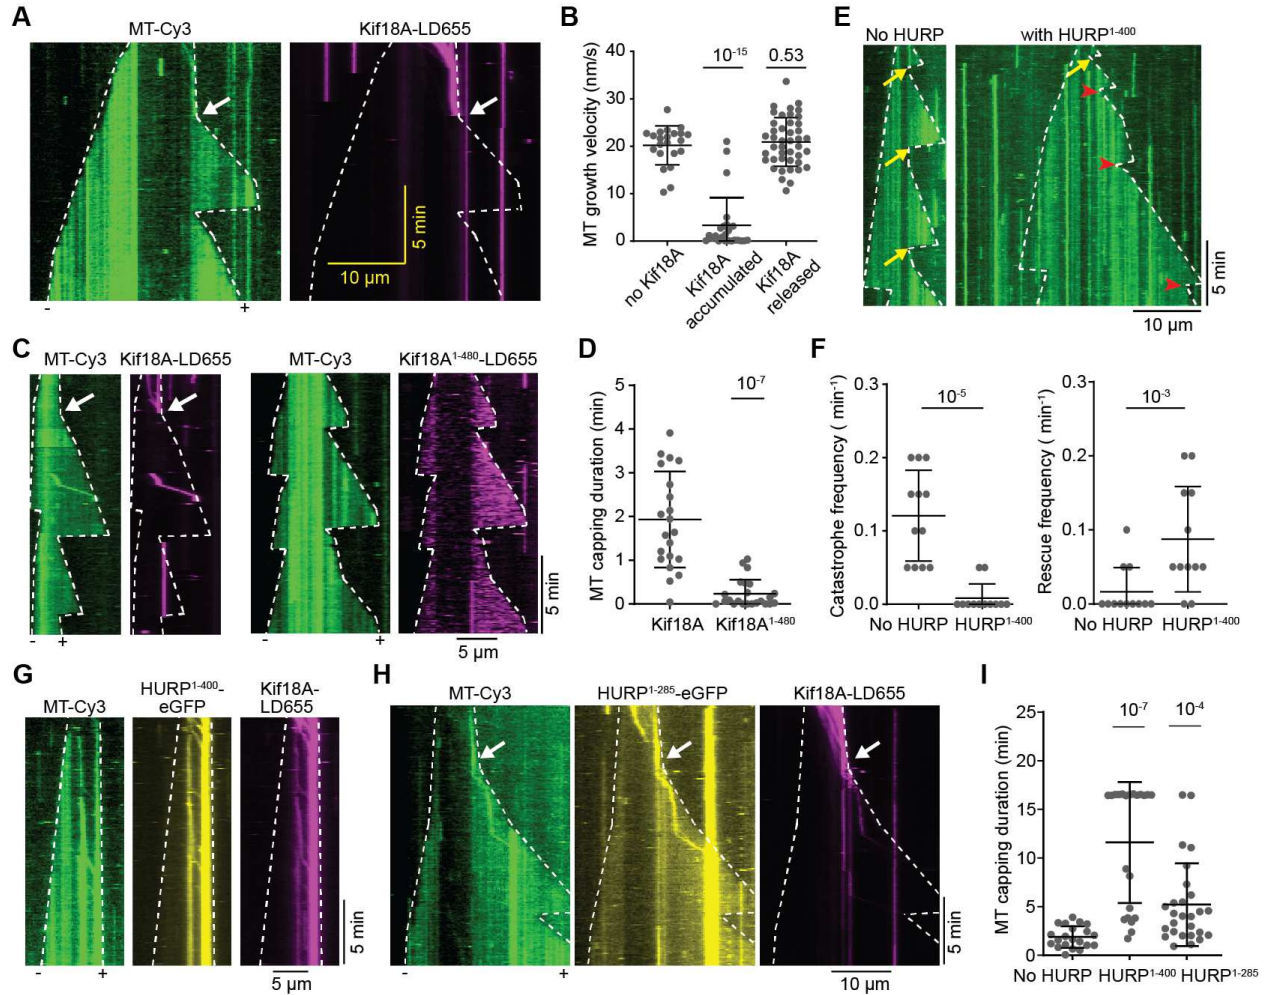 A
MT-Cy3
Kif18A-LD655
5 min
10 µm
-
+
B
MT growth velocity (nm/s)
40
30
20
10
0
10-15
0.53
no Kif18A
Kif18A accumulated
Kif18A released
E
No HURP
with HURP1-400
5 min
10 µm
C
MT-Cy3
Kif18A-LD655
MT-Cy3
Kif18A1-480-LD655
5 min
-
+
-
+
5 µm
D
MT capping duration (min)
5
4
3
2
1
0
10-7
Kif18A
Kif18A1-480
F
Catastrophe frequency ( min-1)
0.3
0.2
0.1
0.0
10-5
No HURP
HURP1-400
Rescue frequency ( min-1)
0.3
0.2
0.1
0.0
10-3
No HURP
HURP1-400
G
MT-Cy3
HURP1-400-
eGFP
Kif18A-
LD655
5 min
-
+
5 µm
H
MT-Cy3
HURP1-285-eGFP
Kif18A-LD655
5 min
-
+
10 µm
I
MT capping duration (min)
25
20
15
10
5
0
10-7
10-4
No HURP
HURP1-400
HURP1-285